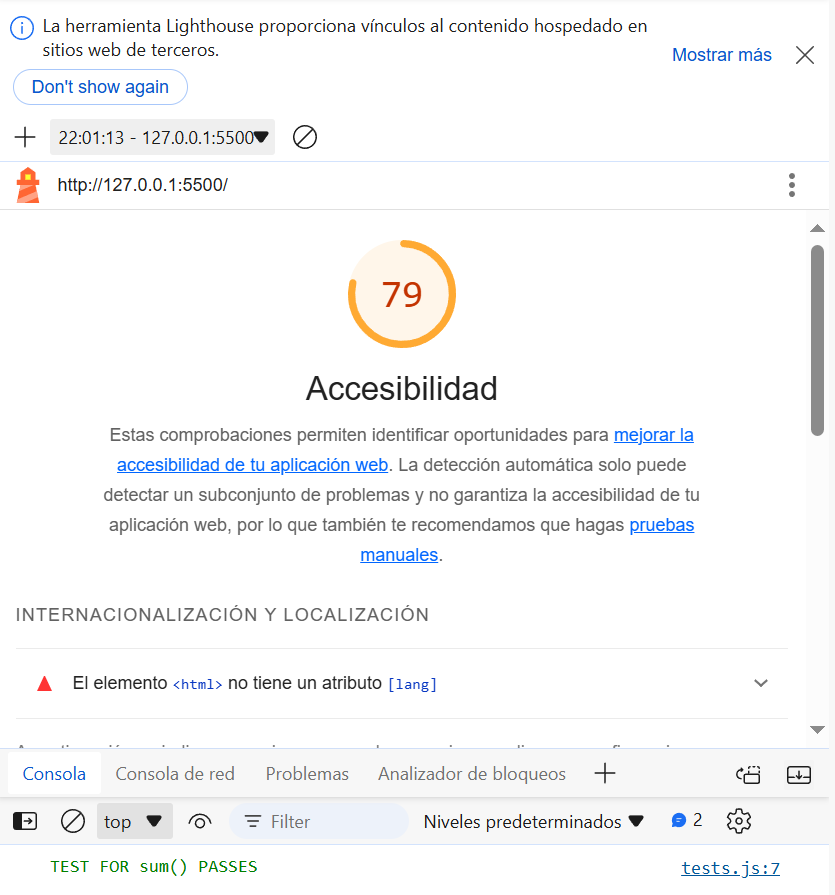 La herramienta Lighthouse proporciona vínculos al contenido hospedado en
sitios web de terceros.
Mostrar más
Don't show again
22:01:13 - 127.0.0.1:5500
http://127.0.0.1:5500/
79
Accesibilidad
Estas comprobaciones permiten identificar oportunidades para mejorar la
accesibilidad de tu aplicación web. La detección automática solo puede
detectar un subconjunto de problemas y no garantiza la accesibilidad de tu
aplicación web, por lo que también te recomendamos que hagas pruebas
manuales.
INTERNACIONALIZACIÓN Y LOCALIZACIÓN
El elemento <html> no tiene un atributo [lang]
Consola Consola de red Problemas Analizador de bloqueos
top Filter Niveles predeterminados 2
TEST FOR sum() PASSES tests.js:7